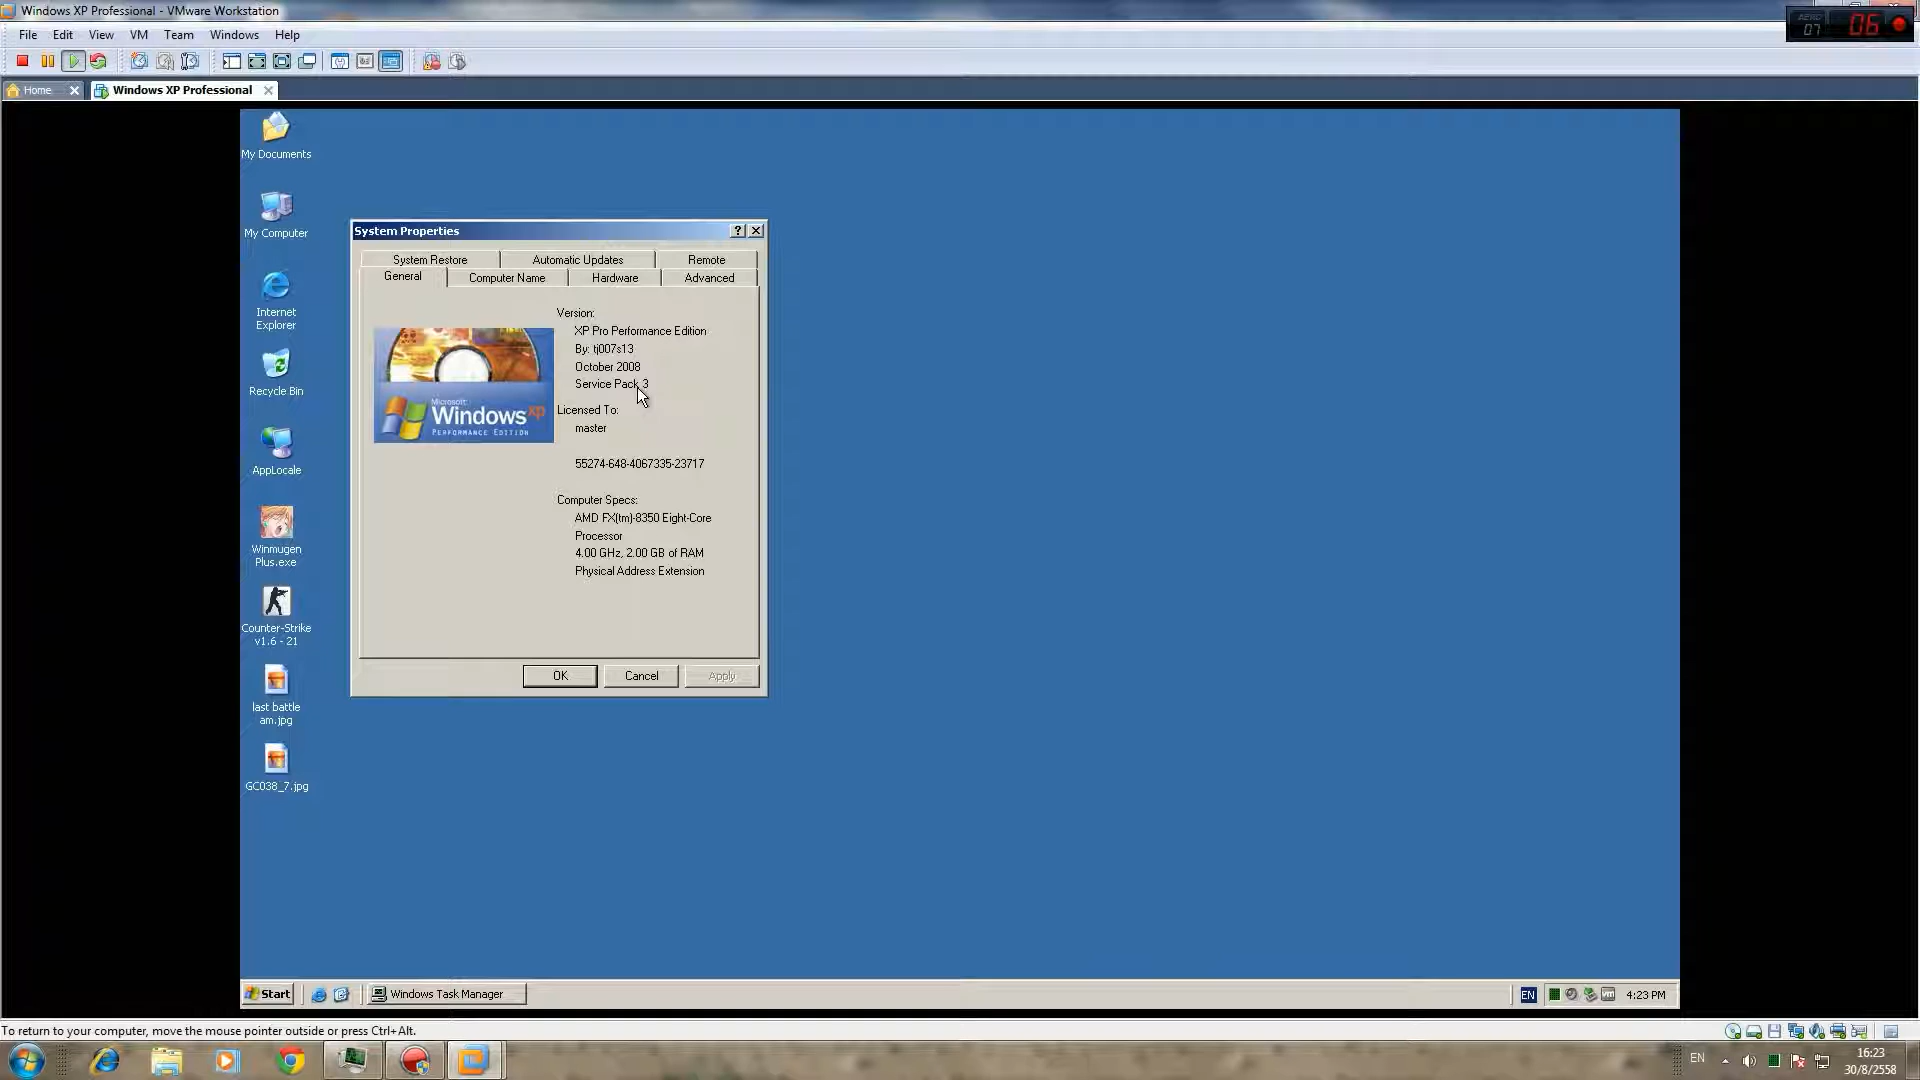 Windows XP Professional - VMware Workstation
File Edit View VM Team Windows Help
AERO
07
06
Home
Windows XP Professional
My Documents
My Computer
Internet
Explorer
Recycle Bin
AppLocale
Winmugen
Plus.exe
Counter-Strike
v1.6 - 21
last battle
am.jpg
GC038_7.jpg
System Properties
System Restore Automatic Updates Remote
General Computer Name Hardware Advanced
Microsoft
Windows xp
PERFORMANCE EDITION
Version:
XP Pro Performance Edition
By: tj007s13
October 2008
Service Pack 3
Licensed To:
master
55274-648-4067335-23717
Computer Specs:
AMD FX(tm)-8350 Eight-Core
Processor
4.00 GHz, 2.00 GB of RAM
Physical Address Extension
OK Cancel Apply
Start Windows Task Manager EN vm 4:23 PM
To return to your computer, move the mouse pointer outside or press Ctrl+Alt.
EN
16:23
30/8/2558